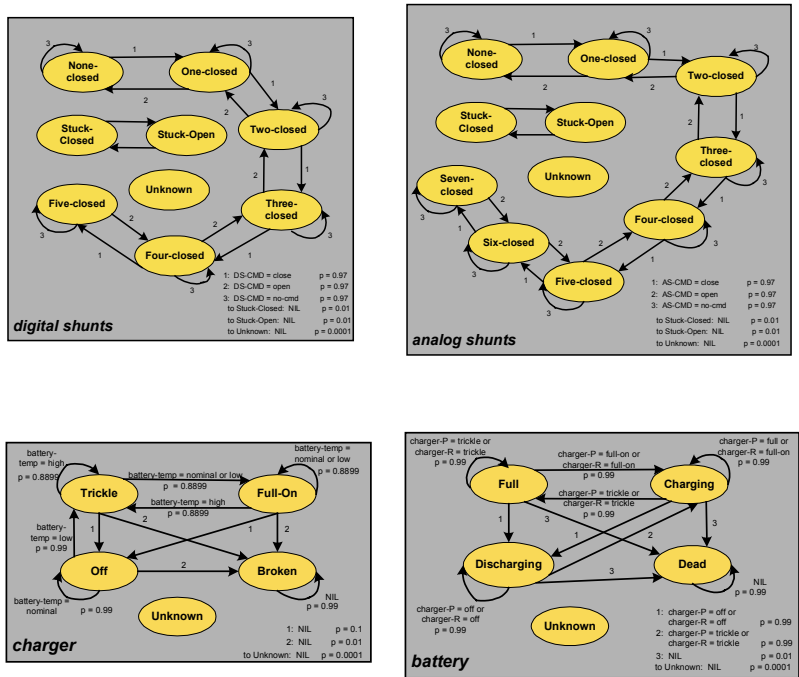 3
None-
closed
1
3
One-closed
2
1
2
3
Stuck-
Closed
Stuck-Open
Two-closed
Unknown
2
1
Five-closed
2
3
1
2
Three-
closed
3
Four-closed
3
1
1: DS-CMD = close p = 0.97
2: DS-CMD = open p = 0.97
3: DS-CMD = no-cmd p = 0.97
to Stuck-Closed: NIL p = 0.01
to Stuck-Open: NIL p = 0.01
to Unknown: NIL p = 0.0001
digital shunts
3
None-
closed
1
3
One-closed
2
1
2
3
Two-closed
Stuck-
Closed
Stuck-Open
2
1
Three-
closed
Unknown
Seven-
closed
2
3
1
2
1
3
Four-closed
Six-closed
2
3
1
2
3
1
Five-closed
3
1: AS-CMD = close p = 0.97
2: AS-CMD = open p = 0.97
3: AS-CMD = no-cmd p = 0.97
to Stuck-Closed: NIL p = 0.01
to Stuck-Open: NIL p = 0.01
to Unknown: NIL p = 0.0001
analog shunts
battery-
temp = high
p = 0.8899
battery-temp =
nominal or low
p = 0.8899
Trickle
battery-temp = nominal or low
p = 0.8899
Full-On
battery-temp = high
p = 0.8899
battery-
temp = low
p = 0.99
1
2
1
2
Off
2
Broken
battery-temp =
nominal
p = 0.99
NIL
p = 0.99
Unknown
1: NIL p = 0.1
2: NIL p = 0.01
to Unknown: NIL p = 0.0001
charger
charger-P = trickle or
charger-R = trickle
p = 0.99
charger-P = full or
charger-R = full-on
p = 0.99
charger-P = full-on or
charger-R = full-on
p = 0.99
Full
Charging
charger-P = trickle or
charger-R = trickle
p = 0.99
1
3
1
2
3
Discharging
3
Dead
charger-P = off or
charger-R = off
p = 0.99
NIL
p = 0.99
Unknown
1: charger-P = off or
charger-R = off p = 0.99
2: charger-P = trickle or
charger-R = trickle p = 0.99
3: NIL p = 0.01
to Unknown: NIL p = 0.0001
battery